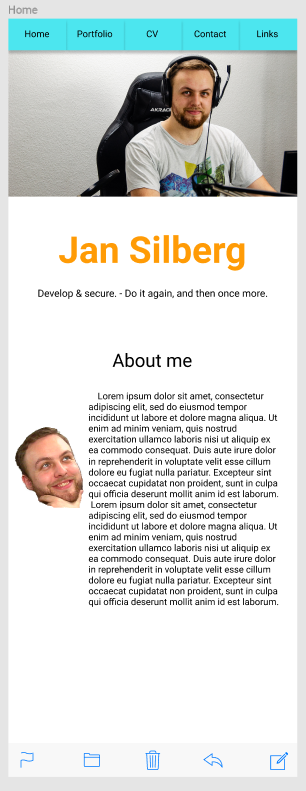 Home
Home Portfolio CV Contact Links
AKRACI
Jan Silberg
Develop & secure. - Do it again, and then once more.
About me
Lorem ipsum dolor sit amet, consectetur
adipiscing elit, sed do eiusmod tempor
incididunt ut labore et dolore magna aliqua. Ut
enim ad minim veniam, quis nostrud
exercitation ullamco laboris nisi ut aliquip ex
ea commodo consequat. Duis aute irure dolor
in reprehenderit in voluptate velit esse cillum
dolore eu fugiat nulla pariatur. Excepteur sint
occaecat cupidatat non proident, sunt in culpa
qui officia deserunt mollit anim id est laborum.
Lorem ipsum dolor sit amet, consectetur
adipiscing elit, sed do eiusmod tempor
incididunt ut labore et dolore magna aliqua. Ut
enim ad minim veniam, quis nostrud
exercitation ullamco laboris nisi ut aliquip ex
ea commodo consequat. Duis aute irure dolor
in reprehenderit in voluptate velit esse cillum
dolore eu fugiat nulla pariatur. Excepteur sint
occaecat cupidatat non proident, sunt in culpa
qui officia deserunt mollit anim id est laborum.